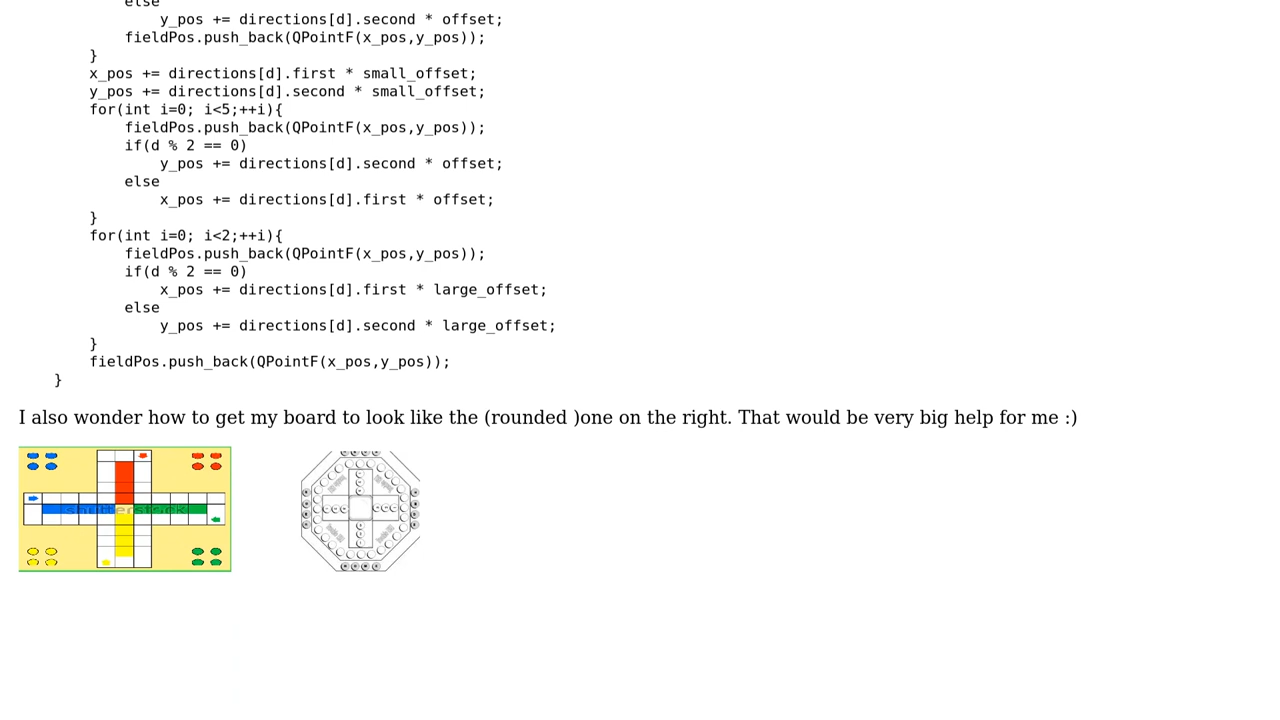 else
y_pos += directions[d].second * offset;
fieldPos.push_back(QPointF(x_pos,y_pos));
}
x_pos += directions[d].first * small_offset;
y_pos += directions[d].second * small_offset;
for(int i=0; i<5;++i){
fieldPos.push_back(QPointF(x_pos,y_pos));
if(d % 2 == 0)
y_pos += directions[d].second * offset;
else
x_pos += directions[d].first * offset;
}
for(int i=0; i<2;++i){
fieldPos.push_back(QPointF(x_pos,y_pos));
if(d % 2 == 0)
x_pos += directions[d].first * large_offset;
else
y_pos += directions[d].second * large_offset;
}
fieldPos.push_back(QPointF(x_pos,y_pos));
}
I also wonder how to get my board to look like the (rounded )one on the right. That would be very big help for me :)
shutterstock